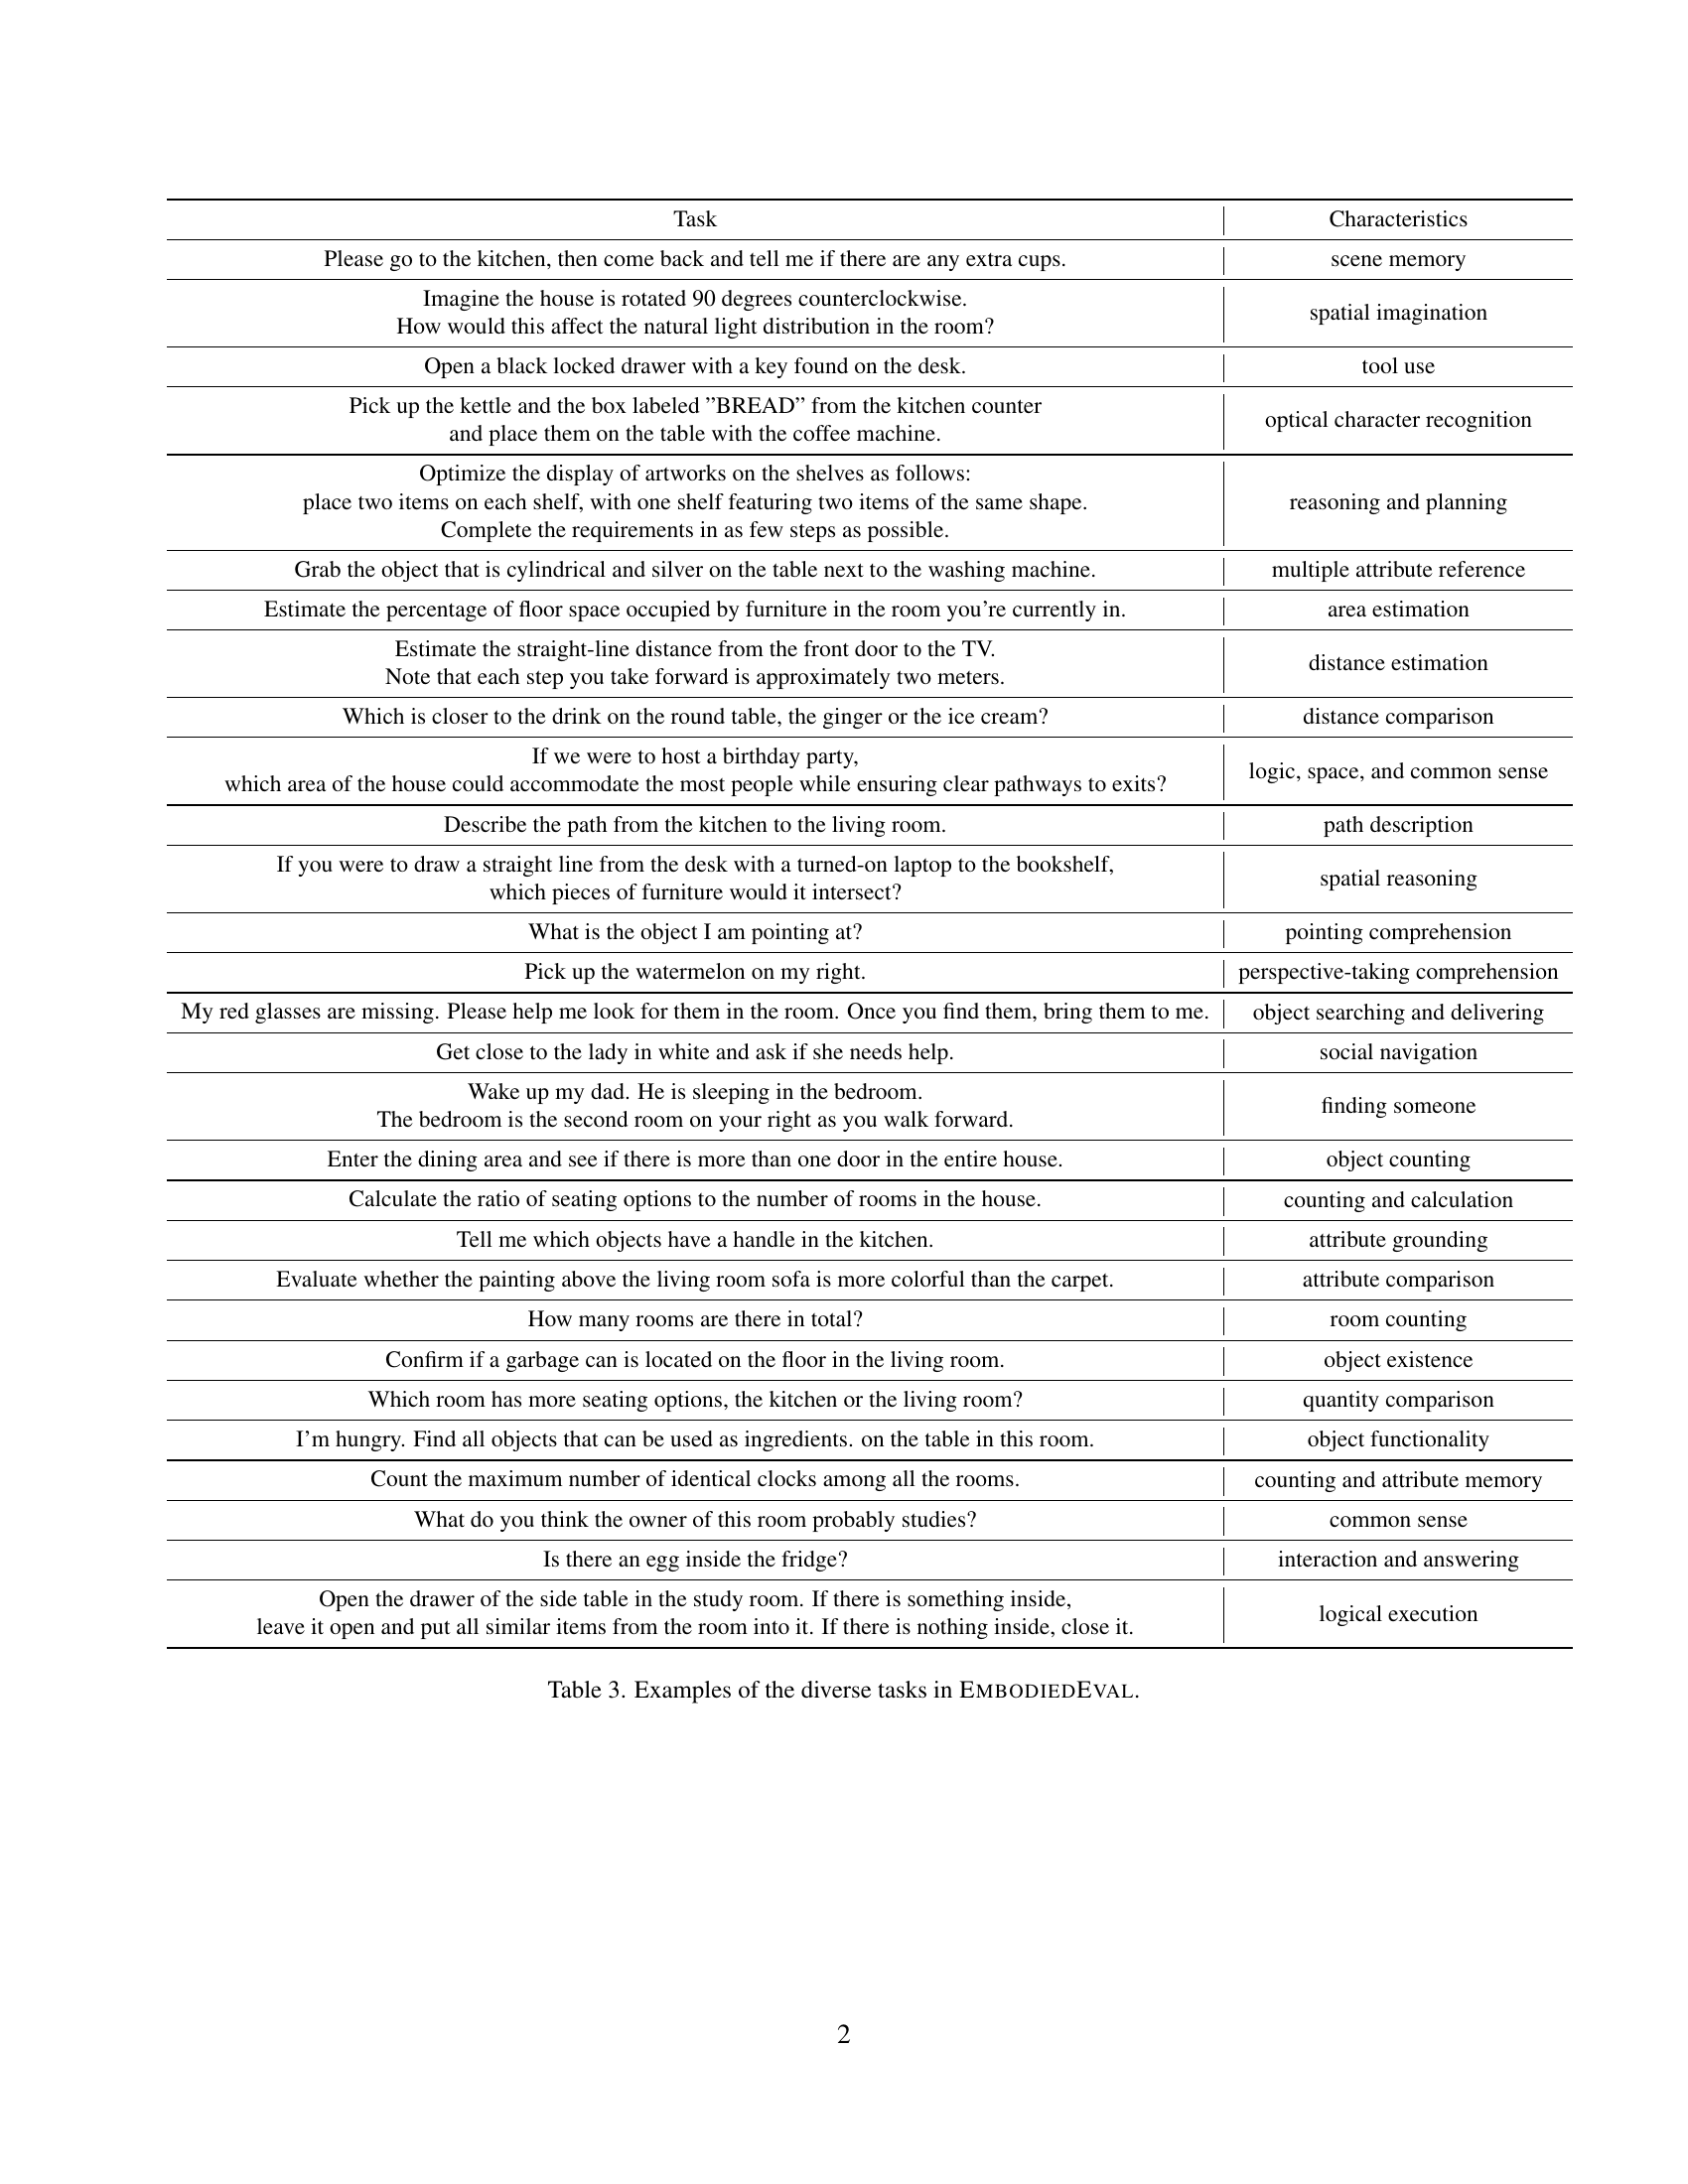 Task Characteristics
Please go to the kitchen, then come back and tell me if there are any extra cups. scene memory
Imagine the house is rotated 90 degrees counterclockwise.
How would this affect the natural light distribution in the room? spatial imagination
Open a black locked drawer with a key found on the desk. tool use
Pick up the kettle and the box labeled ”BREAD” from the kitchen counter
and place them on the table with the coffee machine. optical character recognition
Optimize the display of artworks on the shelves as follows:
place two items on each shelf, with one shelf featuring two items of the same shape. reasoning and planning
Complete the requirements in as few steps as possible.
Grab the object that is cylindrical and silver on the table next to the washing machine. multiple attribute reference
Estimate the percentage of floor space occupied by furniture in the room you're currently in. area estimation
Estimate the straight-line distance from the front door to the TV.
Note that each step you take forward is approximately two meters. distance estimation
Which is closer to the drink on the round table, the ginger or the ice cream? distance comparison
If we were to host a birthday party,
which area of the house could accommodate the most people while ensuring clear pathways to exits? logic, space, and common sense
Describe the path from the kitchen to the living room. path description
If you were to draw a straight line from the desk with a turned-on laptop to the bookshelf,
which pieces of furniture would it intersect? spatial reasoning
What is the object I am pointing at? pointing comprehension
Pick up the watermelon on my right. perspective-taking comprehension
My red glasses are missing. Please help me look for them in the room. Once you find them, bring them to me. object searching and delivering
Get close to the lady in white and ask if she needs help. social navigation
Wake up my dad. He is sleeping in the bedroom.
The bedroom is the second room on your right as you walk forward. finding someone
Enter the dining area and see if there is more than one door in the entire house. object counting
Calculate the ratio of seating options to the number of rooms in the house. counting and calculation
Tell me which objects have a handle in the kitchen. attribute grounding
Evaluate whether the painting above the living room sofa is more colorful than the carpet. attribute comparison
How many rooms are there in total? room counting
Confirm if a garbage can is located on the floor in the living room. object existence
Which room has more seating options, the kitchen or the living room? quantity comparison
I'm hungry. Find all objects that can be used as ingredients. on the table in this room. object functionality
Count the maximum number of identical clocks among all the rooms. counting and attribute memory
What do you think the owner of this room probably studies? common sense
Is there an egg inside the fridge? interaction and answering
Open the drawer of the side table in the study room. If there is something inside,
leave it open and put all similar items from the room into it. If there is nothing inside, close it. logical execution
Table 3. Examples of the diverse tasks in EMBODIEDEVAL.
2